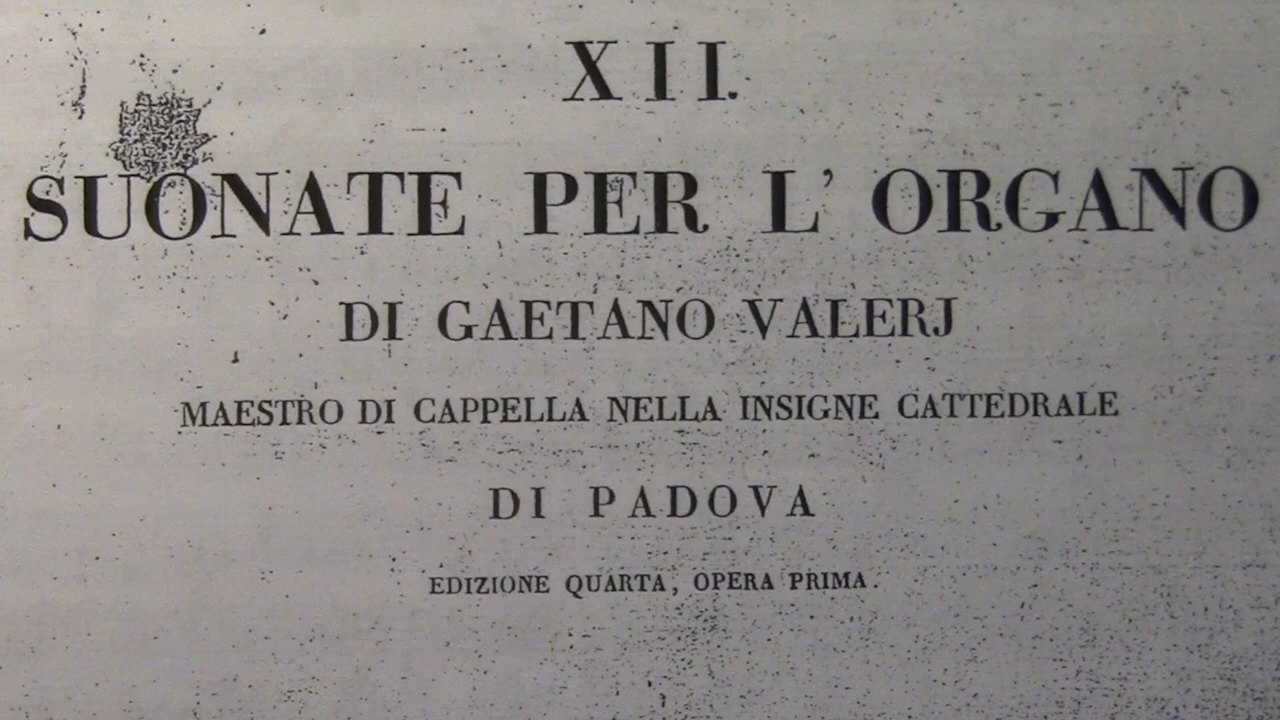 XII.
SUONATE PER L' ORGANO
DI GAETANO VALERJ
MAESTRO DI CAPPELLA NELLA INSIGNE CATTEDRALE
DI PADOVA
EDIZIONE QUARTA, OPERA PRIMA.